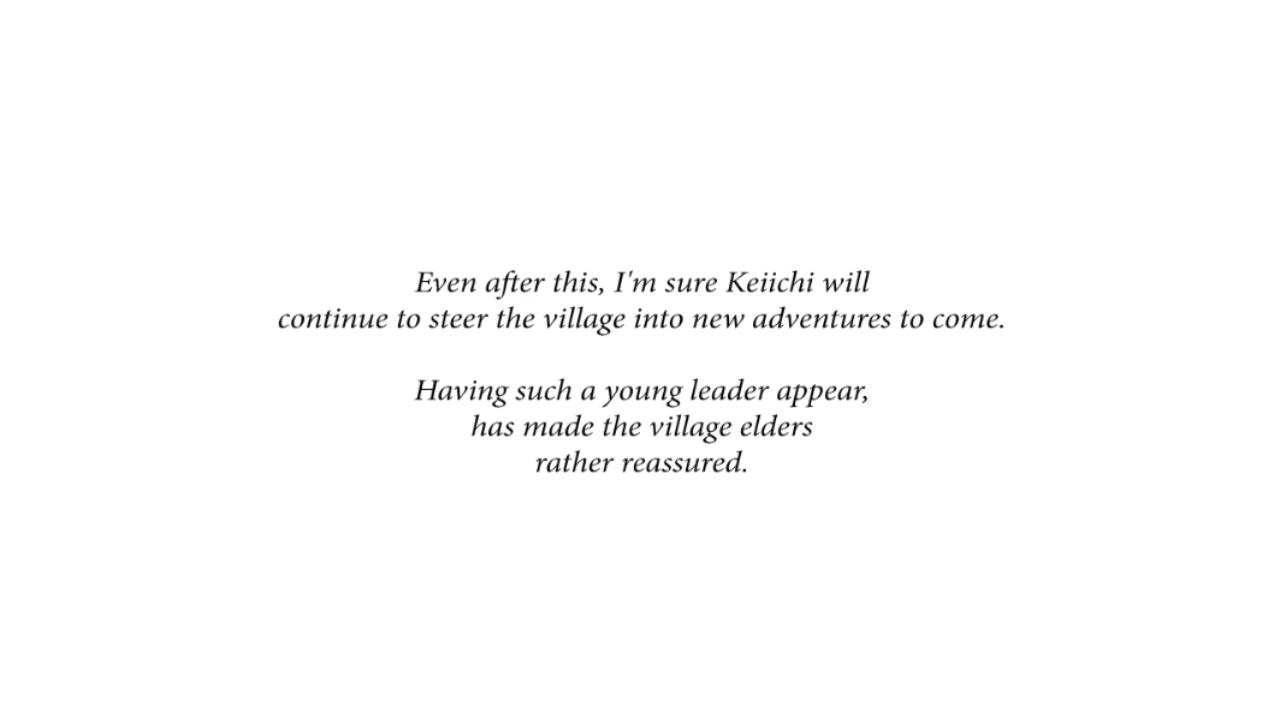 Even after this, I'm sure Keiichi will
continue to steer the village into new adventures to come.
Having such a young leader appear,
has made the village elders
rather reassured.